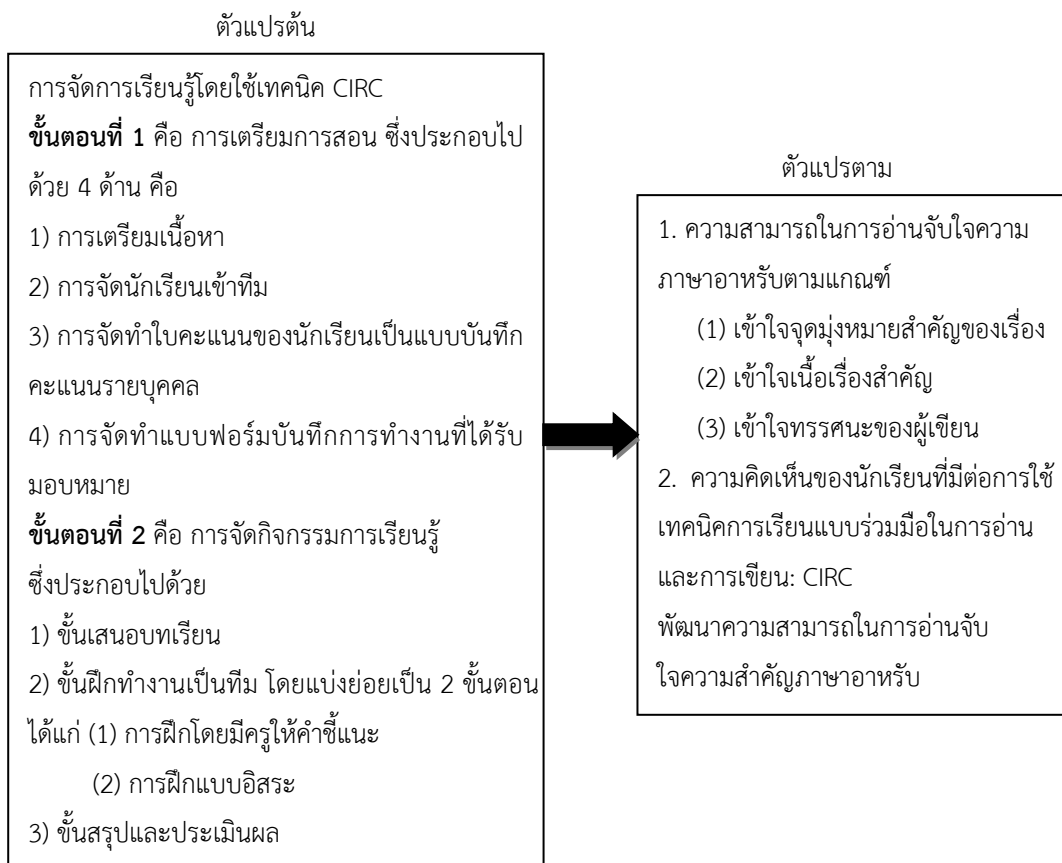 ตัวแปรต้น
การจัดการเรียนรู้โดยใช้เทคนิค CIRC
ขั้นตอนที่ 1 คือ การเตรียมการสอน ซึ่งประกอบไป
ด้วย 4 ด้าน คือ
1) การเตรียมเนื้อหา
2) การจัดนักเรียนเข้าทีม
3) การจัดทำใบคะแนนของนักเรียนเป็นแบบบันทึก
คะแนนรายบุคคล
4) การจัดทำแบบฟอร์มบันทึกการทำงานที่ได้รับ
มอบหมาย
ขั้นตอนที่ 2 คือ การจัดกิจกรรมการเรียนรู้
ซึ่งประกอบไปด้วย
1) ขั้นเสนอบทเรียน
2) ขั้นฝึกทำงานเป็นทีม โดยแบ่งย่อยเป็น 2 ขั้นตอน
ได้แก่ (1) การฝึกโดยมีครูให้คำชี้แนะ
(2) การฝึกแบบอิสระ
3) ขั้นสรุปและประเมินผล
ตัวแปรตาม
1. ความสามารถในการอ่านจับใจความ
ภาษาอาหรับตามแกณฑ์
(1) เข้าใจจุดมุ่งหมายสำคัญของเรื่อง
(2) เข้าใจเนื้อเรื่องสำคัญ
(3) เข้าใจทรรศนะของผู้เขียน
2. ความคิดเห็นของนักเรียนที่มีต่อการใช้
เทคนิคการเรียนแบบร่วมมือในการอ่าน
และการเขียน: CIRC
พัฒนาความสามารถในการอ่านจับ
ใจความสำคัญภาษาอาหรับ